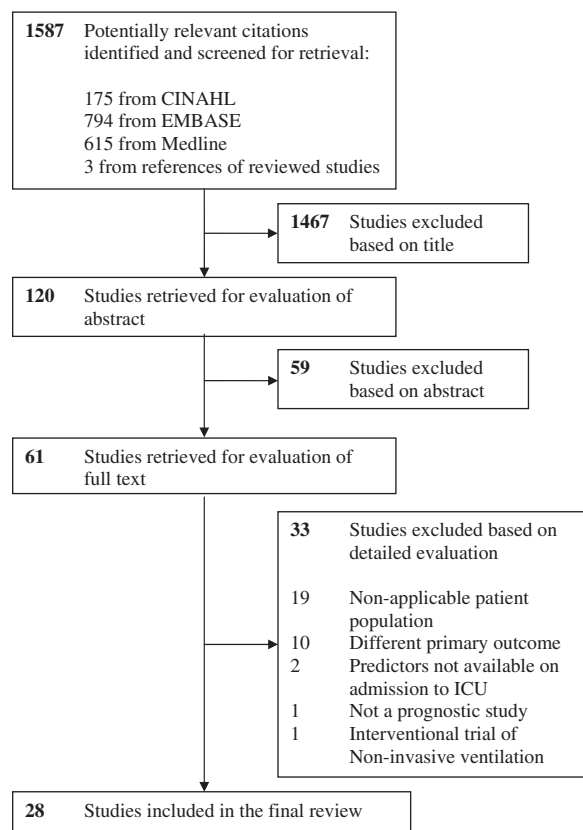 1587 Potentially relevant citations
identified and screened for retrieval:
175 from CINAHL
794 from EMBASE
615 from Medline
3 from references of reviewed studies
1467 Studies excluded
based on title
120 Studies retrieved for evaluation of
abstract
59 Studies excluded
based on abstract
61 Studies retrieved for evaluation of
full text
33 Studies excluded based on
detailed evaluation
19 Non-applicable patient
population
10 Different primary outcome
2 Predictors not available on
admission to ICU
1 Not a prognostic study
1 Interventional trial of
Non-invasive ventilation
28 Studies included in the final review